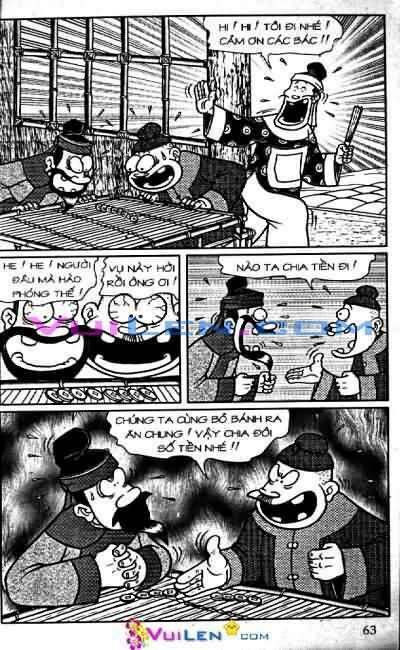 HI ! HI ! TÔI ĐI NHÉ !
CẢM ƠN CÁC BÁC !!
HE ! HE ! NGƯỜI
ĐÂU MÀ HÀO
PHÓNG THẾ !
VỤ NÀY HỜI
RỒI ÔNG ƠI !
NÀO TA CHIA TIỀN ĐI !
VUILEN.COM
CHÚNG TA CÙNG BỎ BÁNH RA
ĂN CHUNG ! VẬY CHIA ĐÔI
SỐ TIỀN NHÉ !!
63
VUILEN.COM